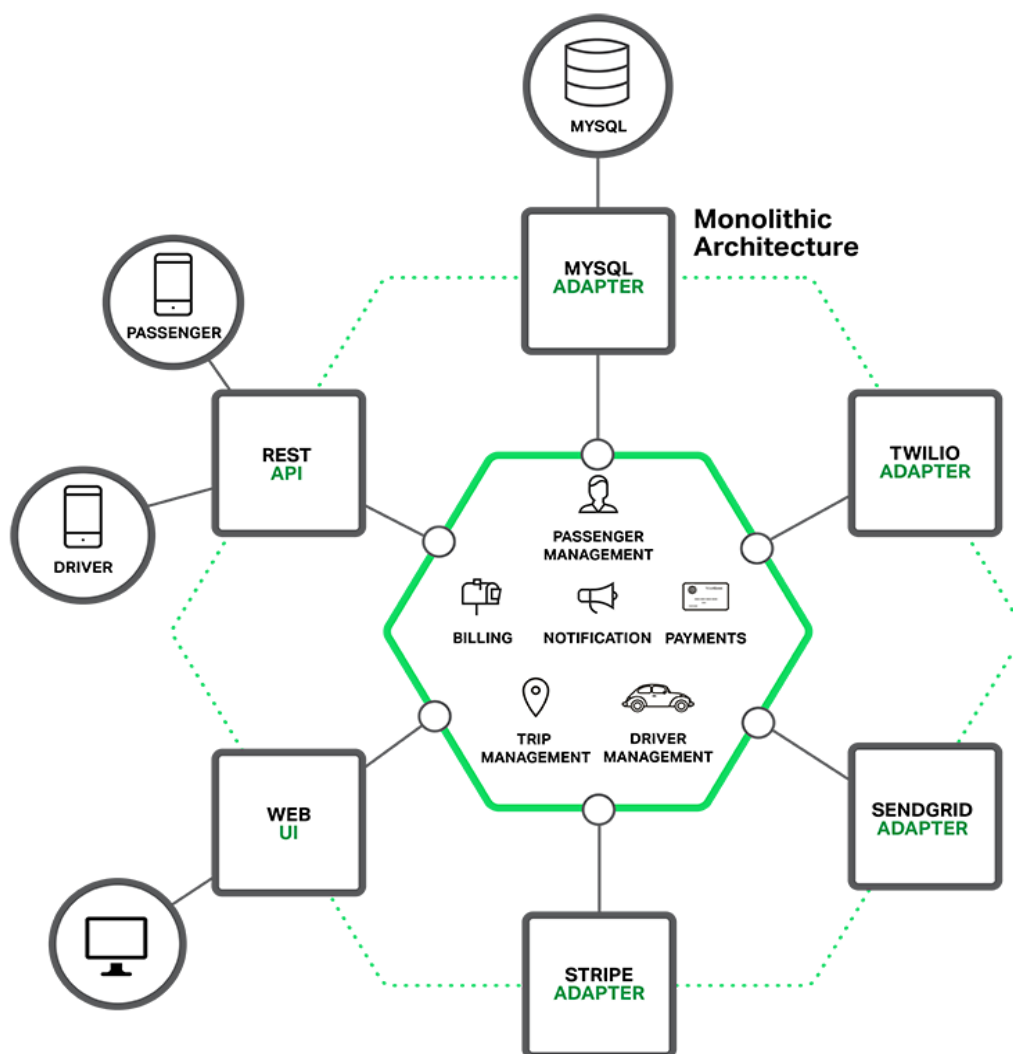 MYSQL
Monolithic
Architecture
MYSQL
ADAPTER
PASSENGER
REST
API
TWILIO
ADAPTER
DRIVER
PASSENGER
MANAGEMENT
BILLING
NOTIFICATION
PAYMENTS
TRIP
MANAGEMENT
DRIVER
MANAGEMENT
WEB
UI
SENDGRID
ADAPTER
STRIPE
ADAPTER